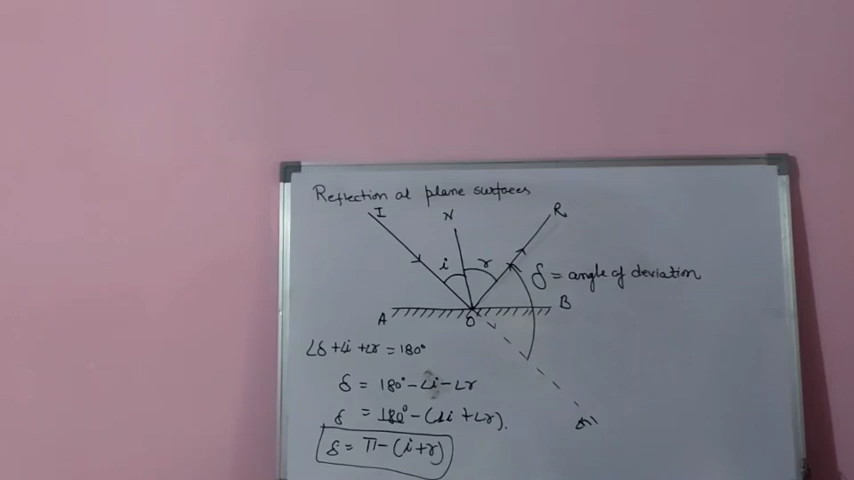 Reflection at plane surfaces
I N R
i r
δ = angle of deviation
A O B
∠δ + ∠i + ∠r = 180°
δ = 180° - ∠i - ∠r
δ = 180° - (∠i + ∠r).
δ = π - (i + r)